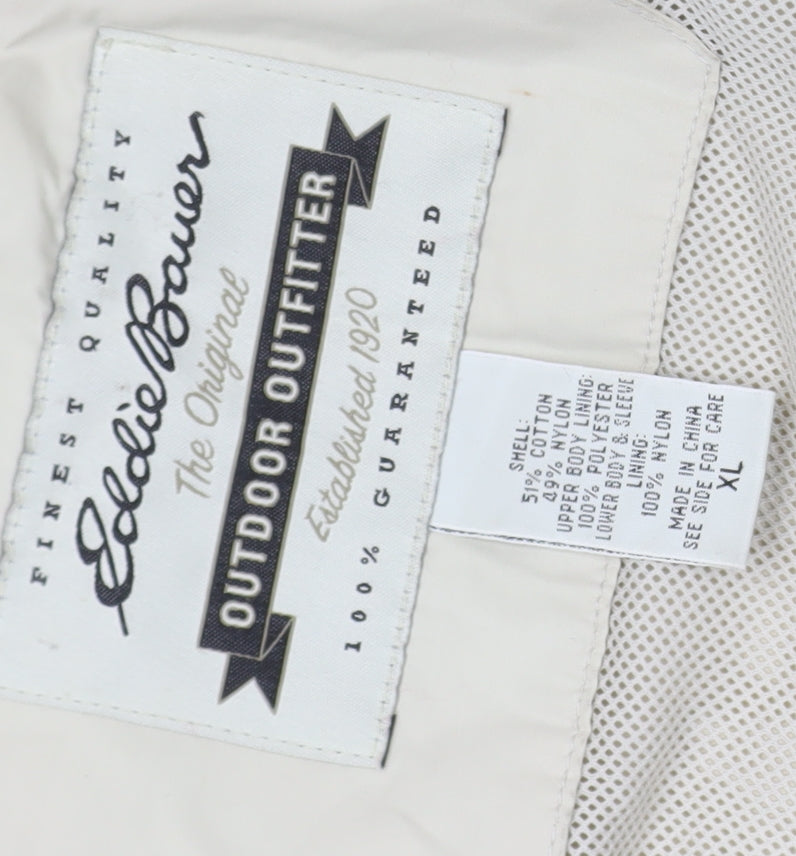 FINEST QUALITY
Eddie Bauer
The Original
OUTDOOR OUTFITTER
Established 1920
100% GUARANTEED
SHELL:
51% COTTON
49% NYLON
UPPER BODY LINING:
100% POLYESTER
LOWER BODY & SLEEVE
LINING:
100% NYLON
MADE IN CHINA
SEE SIDE FOR CARE
XL